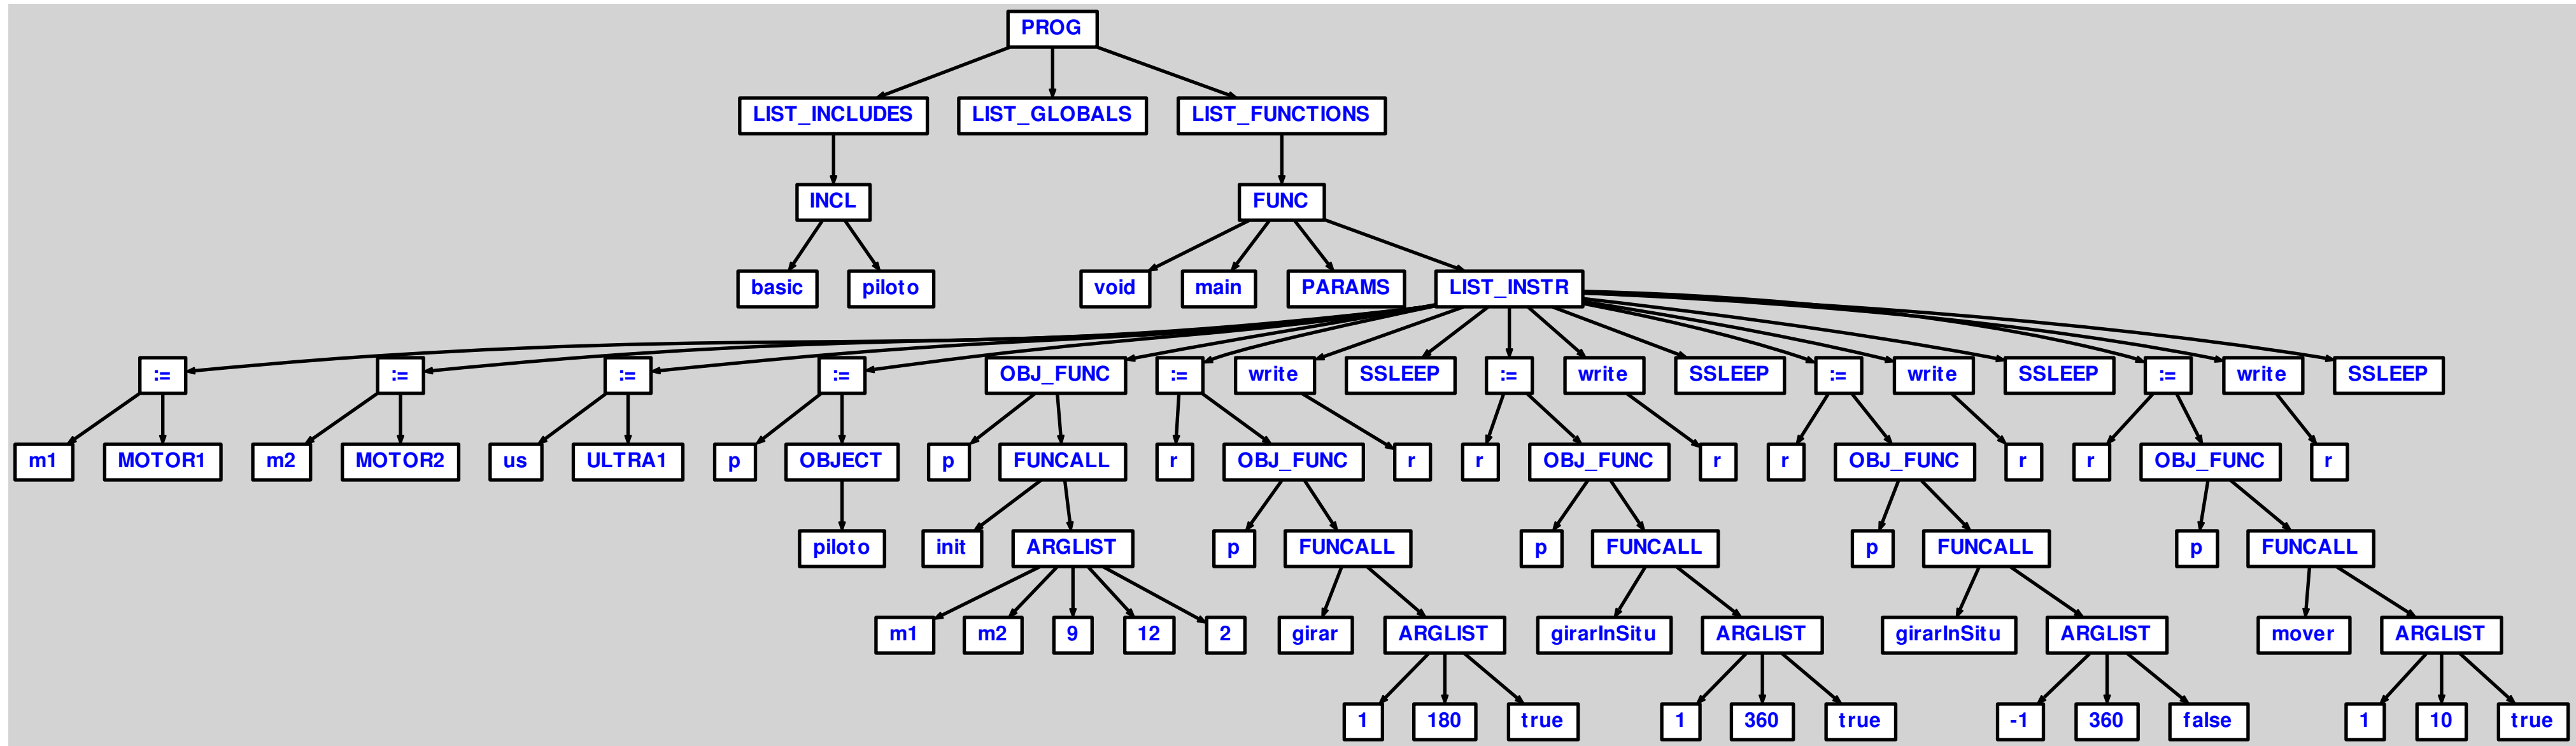 PROG
LIST_INCLUDES LIST_GLOBALS LIST_FUNCTIONS
INCL FUNC
basic piloto void main PARAMS LIST_INSTR
:= := := := OBJ_FUNC := write SSLEEP := write SSLEEP := write SSLEEP := write SSLEEP
m1 MOTOR1 m2 MOTOR2 us ULTRA1 p OBJECT p FUNCALL r OBJ_FUNC r r OBJ_FUNC r r OBJ_FUNC r r OBJ_FUNC r
piloto init ARGLIST p FUNCALL p FUNCALL p FUNCALL p FUNCALL
m1 m2 9 12 2 girar ARGLIST girarInSitu ARGLIST girarInSitu ARGLIST mover ARGLIST
1 180 true 1 360 true -1 360 false 1 10 true